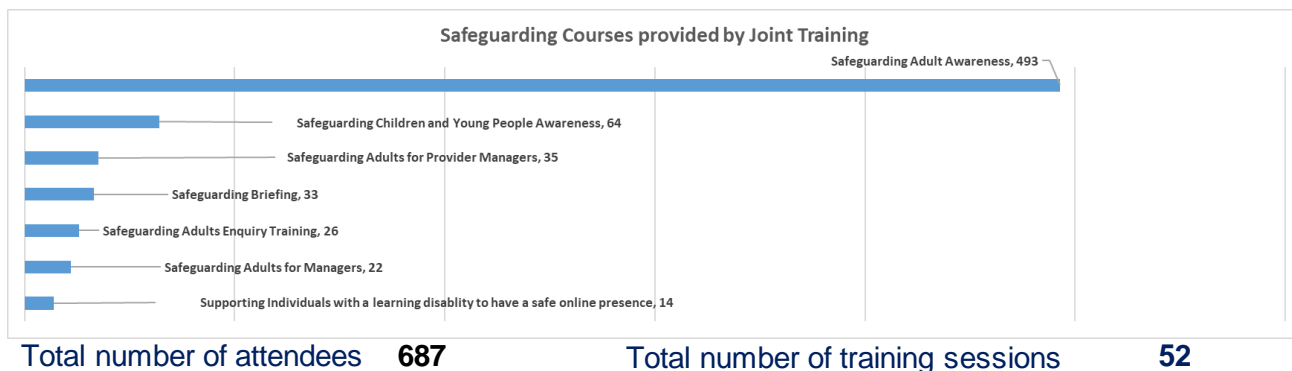 Safeguarding Courses provided by Joint Training
Safeguarding Adult Awareness, 493
Safeguarding Children and Young People Awareness, 64
Safeguarding Adults for Provider Managers, 35
Safeguarding Briefing, 33
Safeguarding Adults Enquiry Training, 26
Safeguarding Adults for Managers, 22
Supporting Individuals with a learning disablity to have a safe online presence, 14
Total number of attendees 687 Total number of training sessions 52